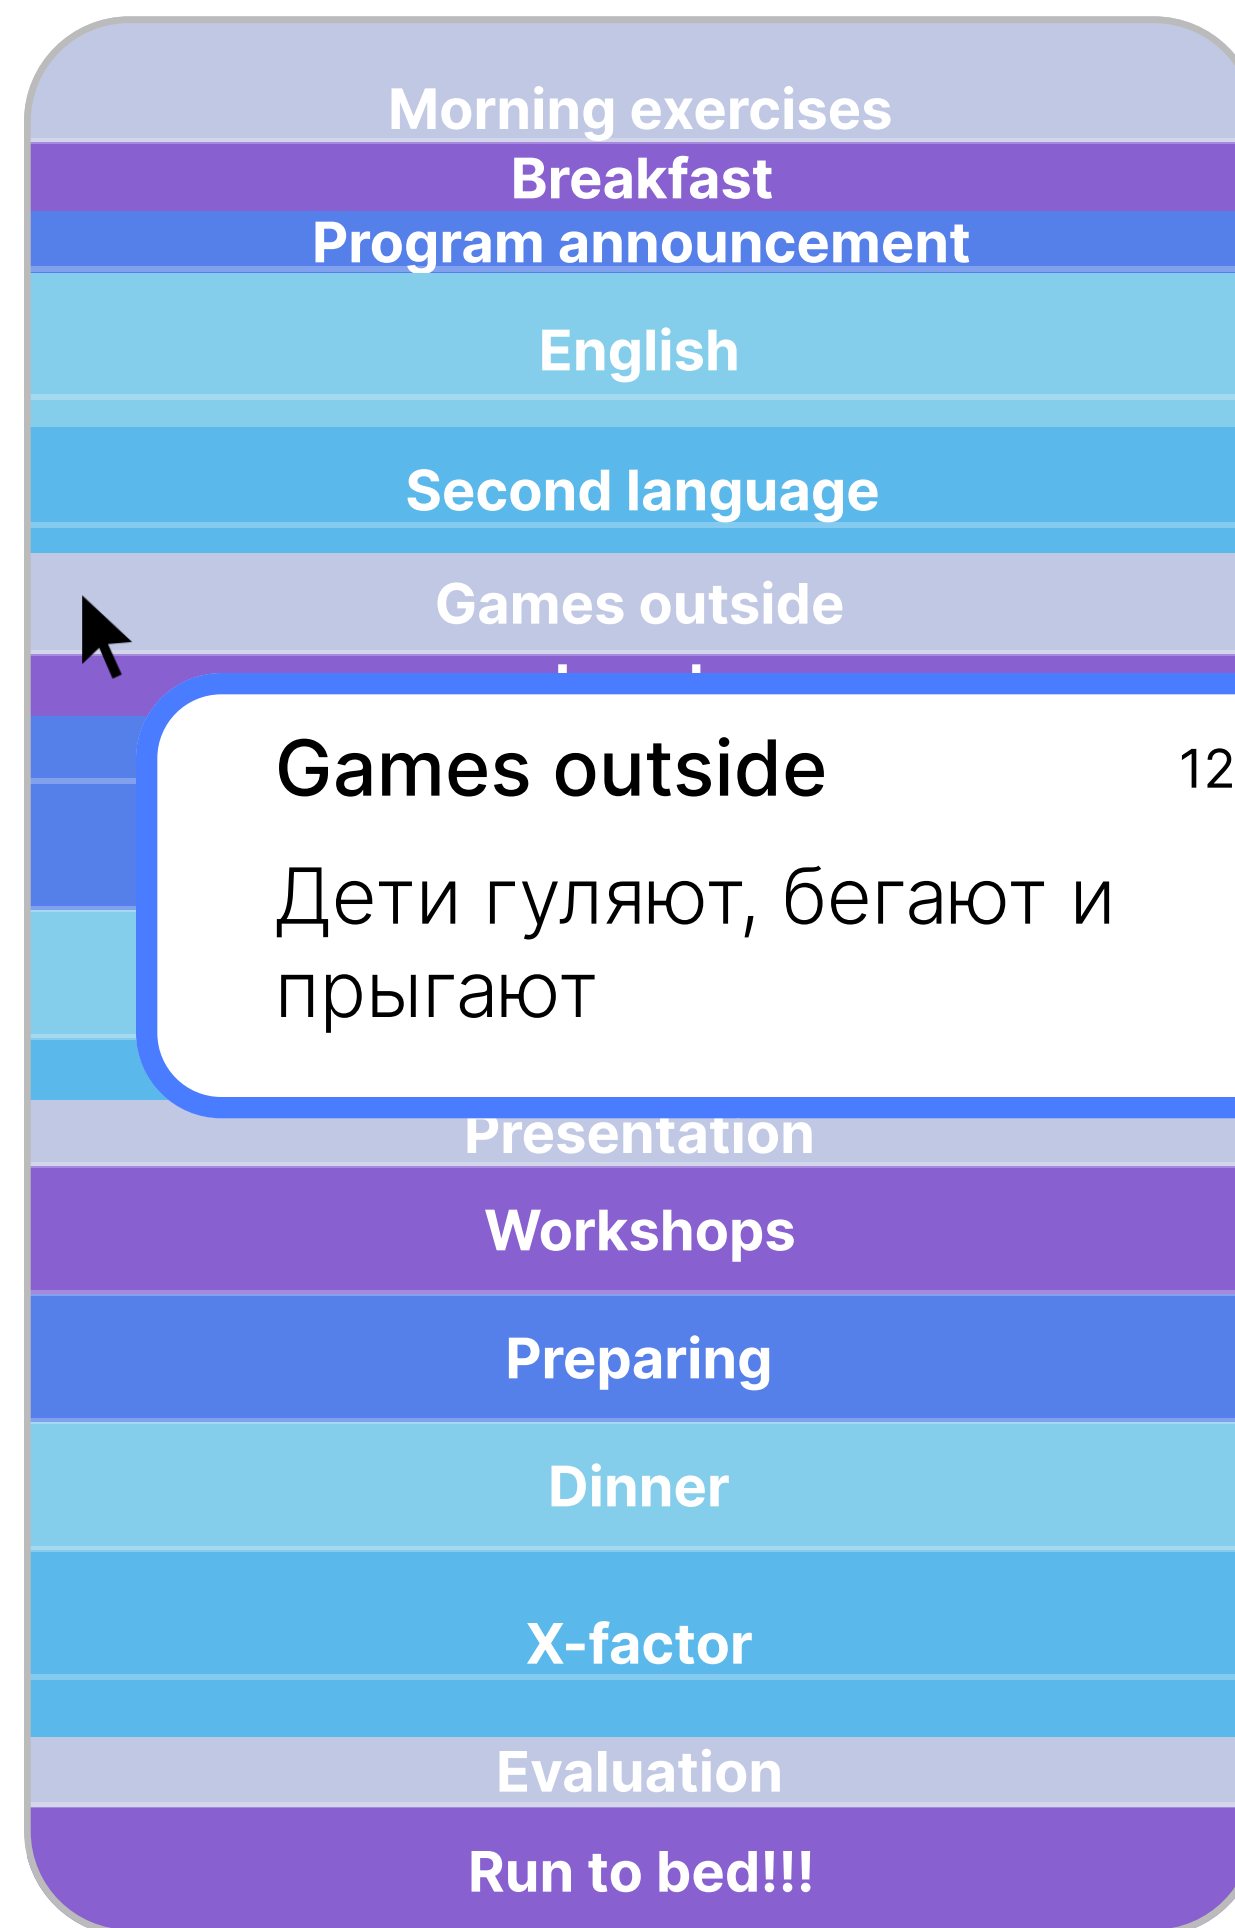 Morning exercises
Breakfast
Program announcement
English
Second language
Games outside
Games outside
12
Дети гуляют, бегают и
прыгают
Presentation
Workshops
Preparing
Dinner
X-factor
Evaluation
Run to bed!!!